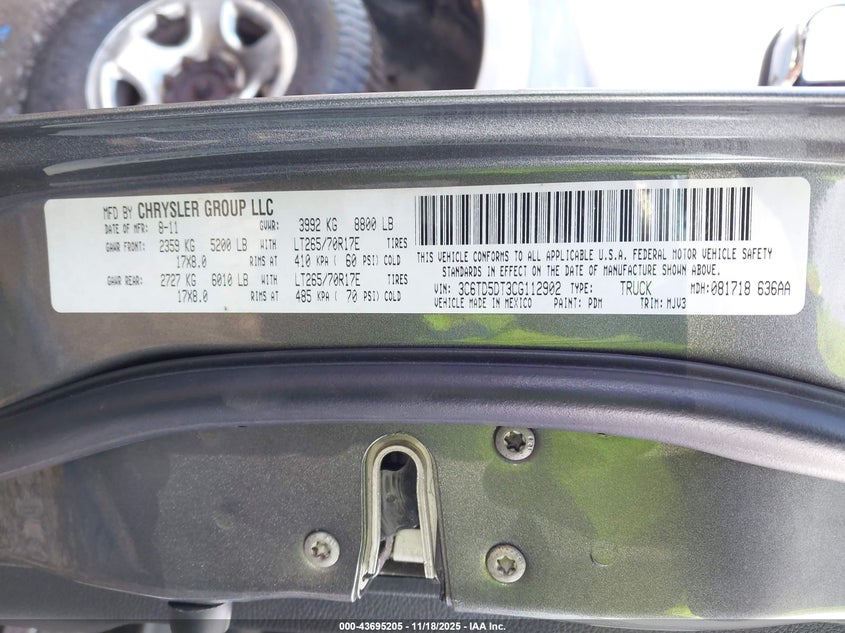 MFD BY CHRYSLER GROUP LLC
DATE OF MFR: 8-11 GVWR: 3992 KG 8800 LB
GAWR FRONT: 2359 KG 5200 LB WITH LT265/70R17E TIRES
17X8.0 RIMS AT 410 KPA ( 60 PSI) COLD
GAWR REAR: 2727 KG 6010 LB WITH LT265/70R17E TIRES
17X8.0 RIMS AT 485 KPA ( 70 PSI) COLD
THIS VEHICLE CONFORMS TO ALL APPLICABLE U.S.A. FEDERAL MOTOR VEHICLE SAFETY
STANDARDS IN EFFECT ON THE DATE OF MANUFACTURE SHOWN ABOVE.
VIN: 3C6TD5DT3CG112902 TYPE: TRUCK MDH: 081718 636AA
VEHICLE MADE IN MEXICO PAINT: PDM TRIM: MJV3
000-43695205 - 11/18/2025 - IAA Inc.